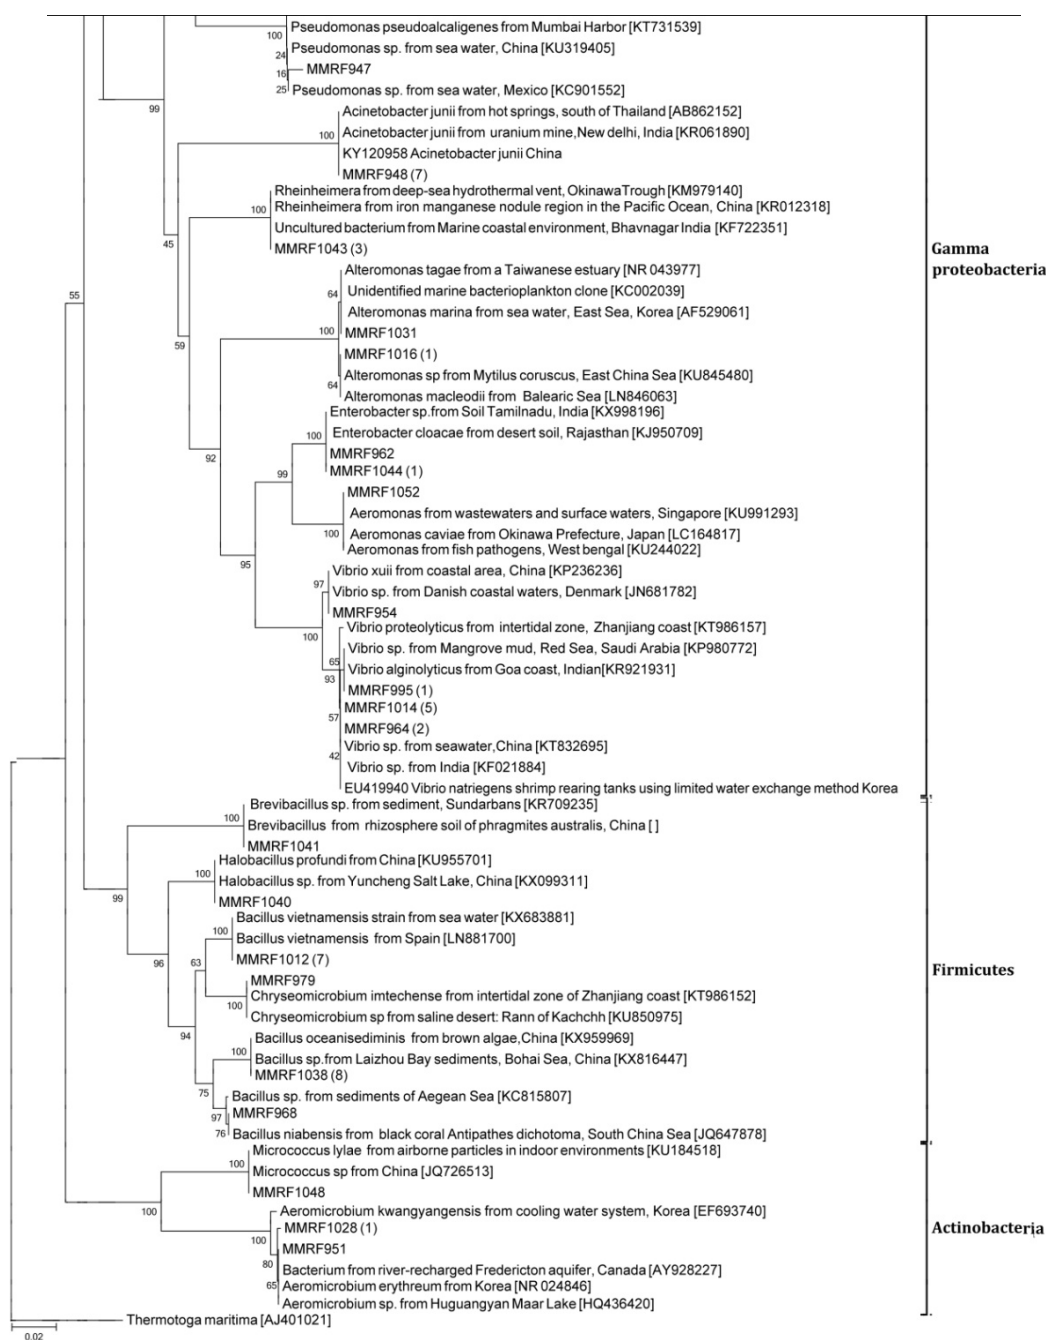 Pseudomonas pseudoalcaligenes from Mumbai Harbor [KT731539]
100
Pseudomonas sp. from sea water, China [KU319405]
24
MMRF947
16
Pseudomonas sp. from sea water, Mexico [KC901552]
25
99
Acinetobacter junii from hot springs, south of Thailand [AB862152]
100
Acinetobacter junii from uranium mine,New delhi, India [KR061890]
KY120958 Acinetobacter junii China
MMRF948 (7)
Rheinheimera from deep-sea hydrothermal vent, OkinawaTrough [KM979140]
100
Rheinheimera from iron manganese nodule region in the Pacific Ocean, China [KR012318]
Uncultured bacterium from Marine coastal environment, Bhavnagar India [KF722351]
45
MMRF1043 (3)
Gamma
proteobacteria
Alteromonas tagae from a Taiwanese estuary [NR 043977]
55
64
Unidentified marine bacterioplankton clone [KC002039]
Alteromonas marina from sea water, East Sea, Korea [AF529061]
100
MMRF1031
59
MMRF1016 (1)
Alteromonas sp from Mytilus coruscus, East China Sea [KU845480]
64
Alteromonas macleodii from Balearic Sea [LN846063]
Enterobacter sp.from Soil Tamilnadu, India [KX998196]
100
Enterobacter cloacae from desert soil, Rajasthan [KJ950709]
MMRF962
92
MMRF1044 (1)
99
MMRF1052
Aeromonas from wastewaters and surface waters, Singapore [KU991293]
100
Aeromonas caviae from Okinawa Prefecture, Japan [LC164817]
Aeromonas from fish pathogens, West bengal [KU244022]
95
Vibrio xuii from coastal area, China [KP236236]
97
Vibrio sp. from Danish coastal waters, Denmark [JN681782]
MMRF954
100
Vibrio proteolyticus from intertidal zone, Zhanjiang coast [KT986157]
Vibrio sp. from Mangrove mud, Red Sea, Saudi Arabia [KP980772]
65
Vibrio alginolyticus from Goa coast, Indian[KR921931]
93
MMRF995 (1)
MMRF1014 (5)
57
MMRF964 (2)
Vibrio sp. from seawater,China [KT832695]
42
Vibrio sp. from India [KF021884]
EU419940 Vibrio natriegens shrimp rearing tanks using limited water exchange method Korea
Brevibacillus sp. from sediment, Sundarbans [KR709235]
100
Brevibacillus from rhizosphere soil of phragmites australis, China [ ]
MMRF1041
Halobacillus profundi from China [KU955701]
100
Halobacillus sp. from Yuncheng Salt Lake, China [KX099311]
99
MMRF1040
Bacillus vietnamensis strain from sea water [KX683881]
100
Bacillus vietnamensis from Spain [LN881700]
MMRF1012 (7)
96
63
Firmicutes
MMRF979
Chryseomicrobium imtechense from intertidal zone of Zhanjiang coast [KT986152]
100
Chryseomicrobium sp from saline desert: Rann of Kachchh [KU850975]
94
Bacillus oceanisediminis from brown algae,China [KX959969]
100
Bacillus sp.from Laizhou Bay sediments, Bohai Sea, China [KX816447]
MMRF1038 (8)
75
Bacillus sp. from sediments of Aegean Sea [KC815807]
97
MMRF968
76
Bacillus niabensis from black coral Antipathes dichotoma, South China Sea [JQ647878]
Micrococcus lylae from airborne particles in indoor environments [KU184518]
100
Micrococcus sp from China [JQ726513]
MMRF1048
100
Aeromicrobium kwangyangensis from cooling water system, Korea [EF693740]
MMRF1028 (1)
Actinobacteria
100
MMRF951
80
Bacterium from river-recharged Fredericton aquifer, Canada [AY928227]
65
Aeromicrobium erythreum from Korea [NR 024846]
Aeromicrobium sp. from Huguangyan Maar Lake [HQ436420]
Thermotoga maritima [AJ401021]
0.02